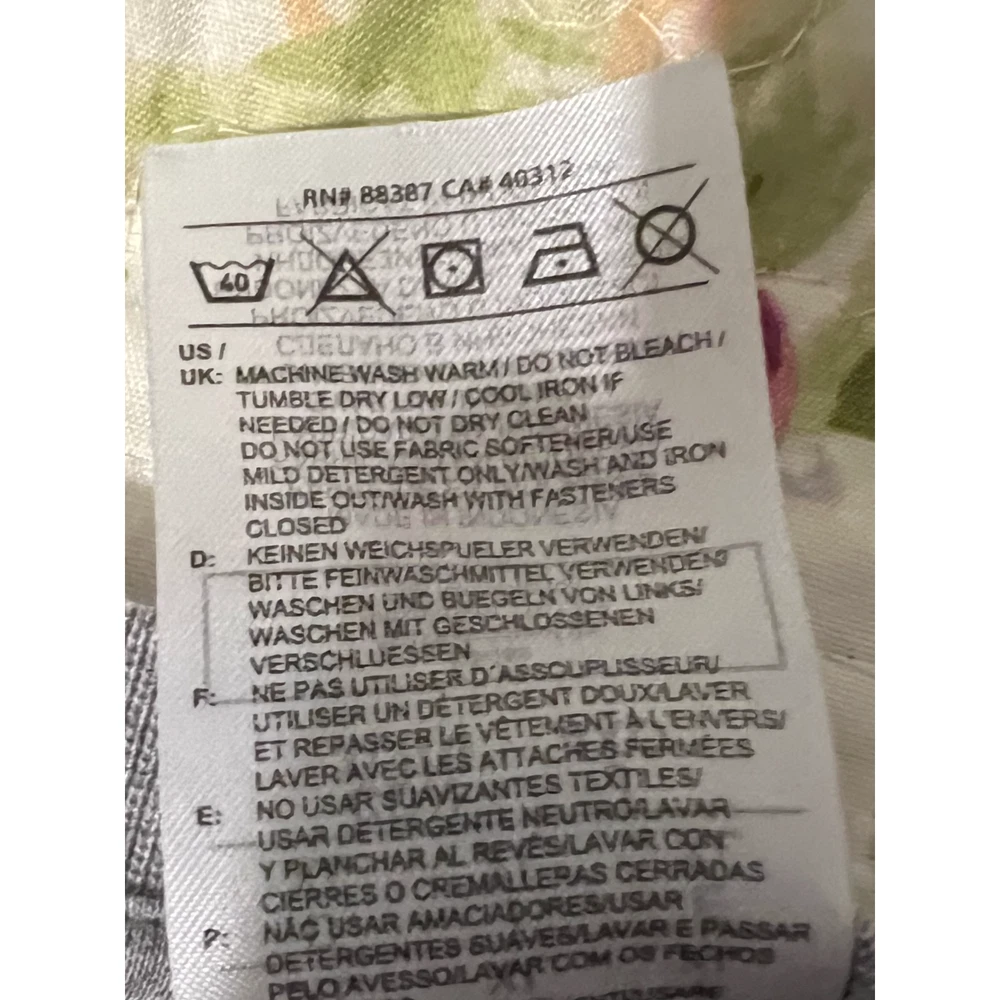 RN# 88387 CA# 40312
40
US /
UK: MACHINE WASH WARM / DO NOT BLEACH /
TUMBLE DRY LOW / COOL IRON IF
NEEDED / DO NOT DRY CLEAN
DO NOT USE FABRIC SOFTENER/USE
MILD DETERGENT ONLY/WASH AND IRON
INSIDE OUT/WASH WITH FASTENERS
CLOSED
D: KEINEN WEICHSPUELER VERWENDEN/
BITTE FEINWASCHMITTEL VERWENDEN/
WASCHEN UND BUEGELN VON LINKS/
WASCHEN MIT GESCHLOSSENEN
VERSCHLUESSEN
F: NE PAS UTILISER D'ASSOUPLISSEUR/
UTILISER UN DÉTERGENT DOUX/LAVER
ET REPASSER LE VÊTEMENT À L'ENVERS/
LAVER AVEC LES ATTACHES FERMÉES
E: NO USAR SUAVIZANTES TEXTILES/
USAR DETERGENTE NEUTRO/LAVAR
Y PLANCHAR AL REVÉS/LAVAR CON
CIERRES O CREMALLERAS CERRADAS
P: NÃO USAR AMACIADORES/USAR
DETERGENTES SUAVES/LAVAR E PASSAR
PELO AVESSO/LAVAR COM OS FECHOS